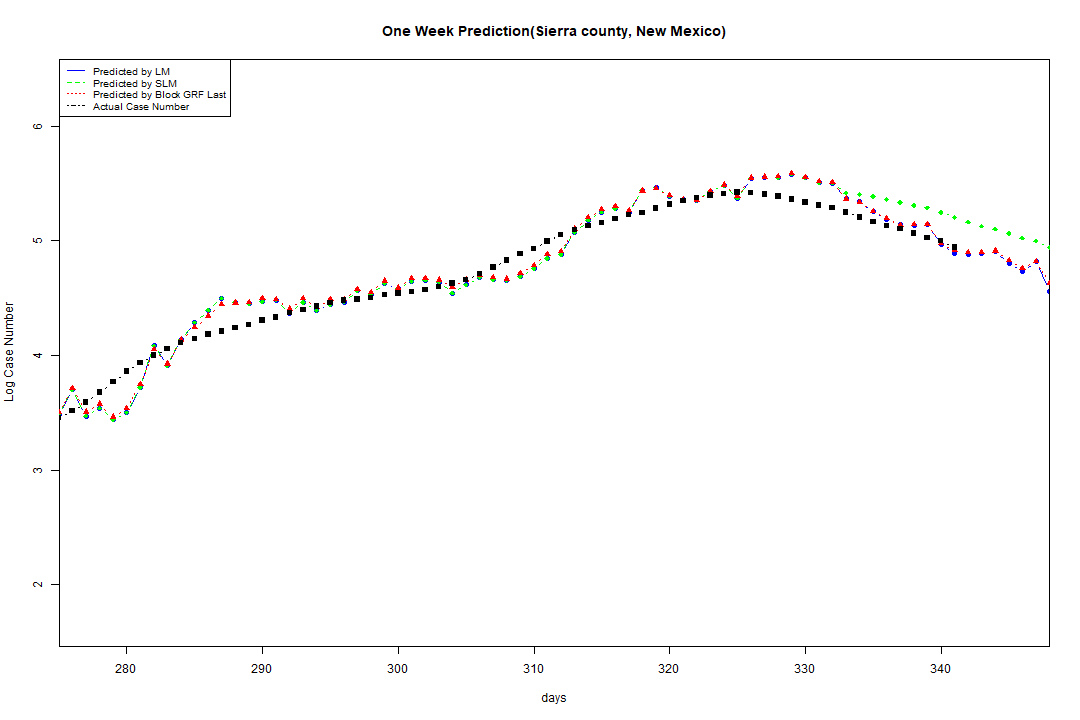 One Week Prediction(Sierra county, New Mexico)
Predicted by LM
Predicted by SLM
Predicted by Block GRF Last
Actual Case Number
6
5
4
3
2
Log Case Number
280 290 300 310 320 330 340
days